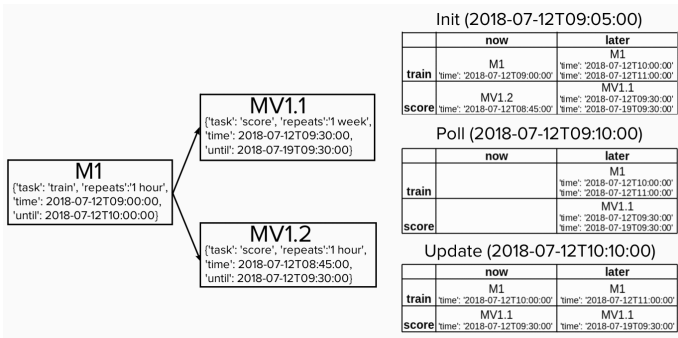 M1
{'task': 'train', 'repeats':'1 hour',
'time': 2018-07-12T09:00:00,
'until': 2018-07-12T10:00:00}
MV1.1
{'task': 'score', 'repeats':'1 week',
'time': 2018-07-12T09:30:00,
'until': 2018-07-19T09:30:00}
MV1.2
{'task': 'score', 'repeats':'1 hour',
'time': 2018-07-12T08:45:00,
'until': 2018-07-12T09:30:00}
Init (2018-07-12T09:05:00)
now later
train M1 'time': '2018-07-12T09:00:00' M1
'time': '2018-07-12T10:00:00'
'time': '2018-07-12T11:00:00'
score MV1.2 'time': '2018-07-12T08:45:00' MV1.1
'time': '2018-07-12T09:30:00'
'time': '2018-07-19T09:30:00'
Poll (2018-07-12T09:10:00)
now later
train M1
'time': '2018-07-12T10:00:00'
'time': '2018-07-12T11:00:00'
score MV1.1
'time': '2018-07-12T09:30:00'
'time': '2018-07-19T09:30:00'
Update (2018-07-12T10:10:00)
now later
M1 M1
train 'time': '2018-07-12T10:00:00' 'time': '2018-07-12T11:00:00'
MV1.1 MV1.1
score 'time': '2018-07-12T09:30:00' 'time': '2018-07-19T09:30:00'